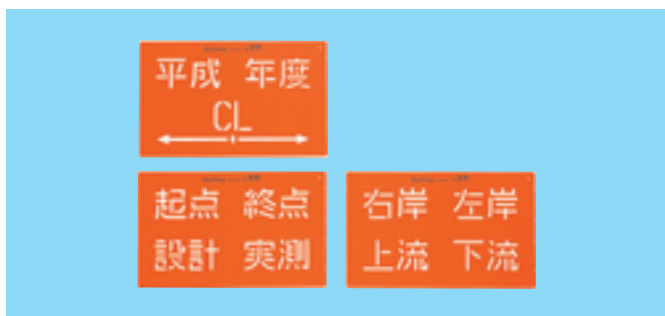 平成 年度
CL
起点 終点
設計 実測
右岸 左岸
上流 下流